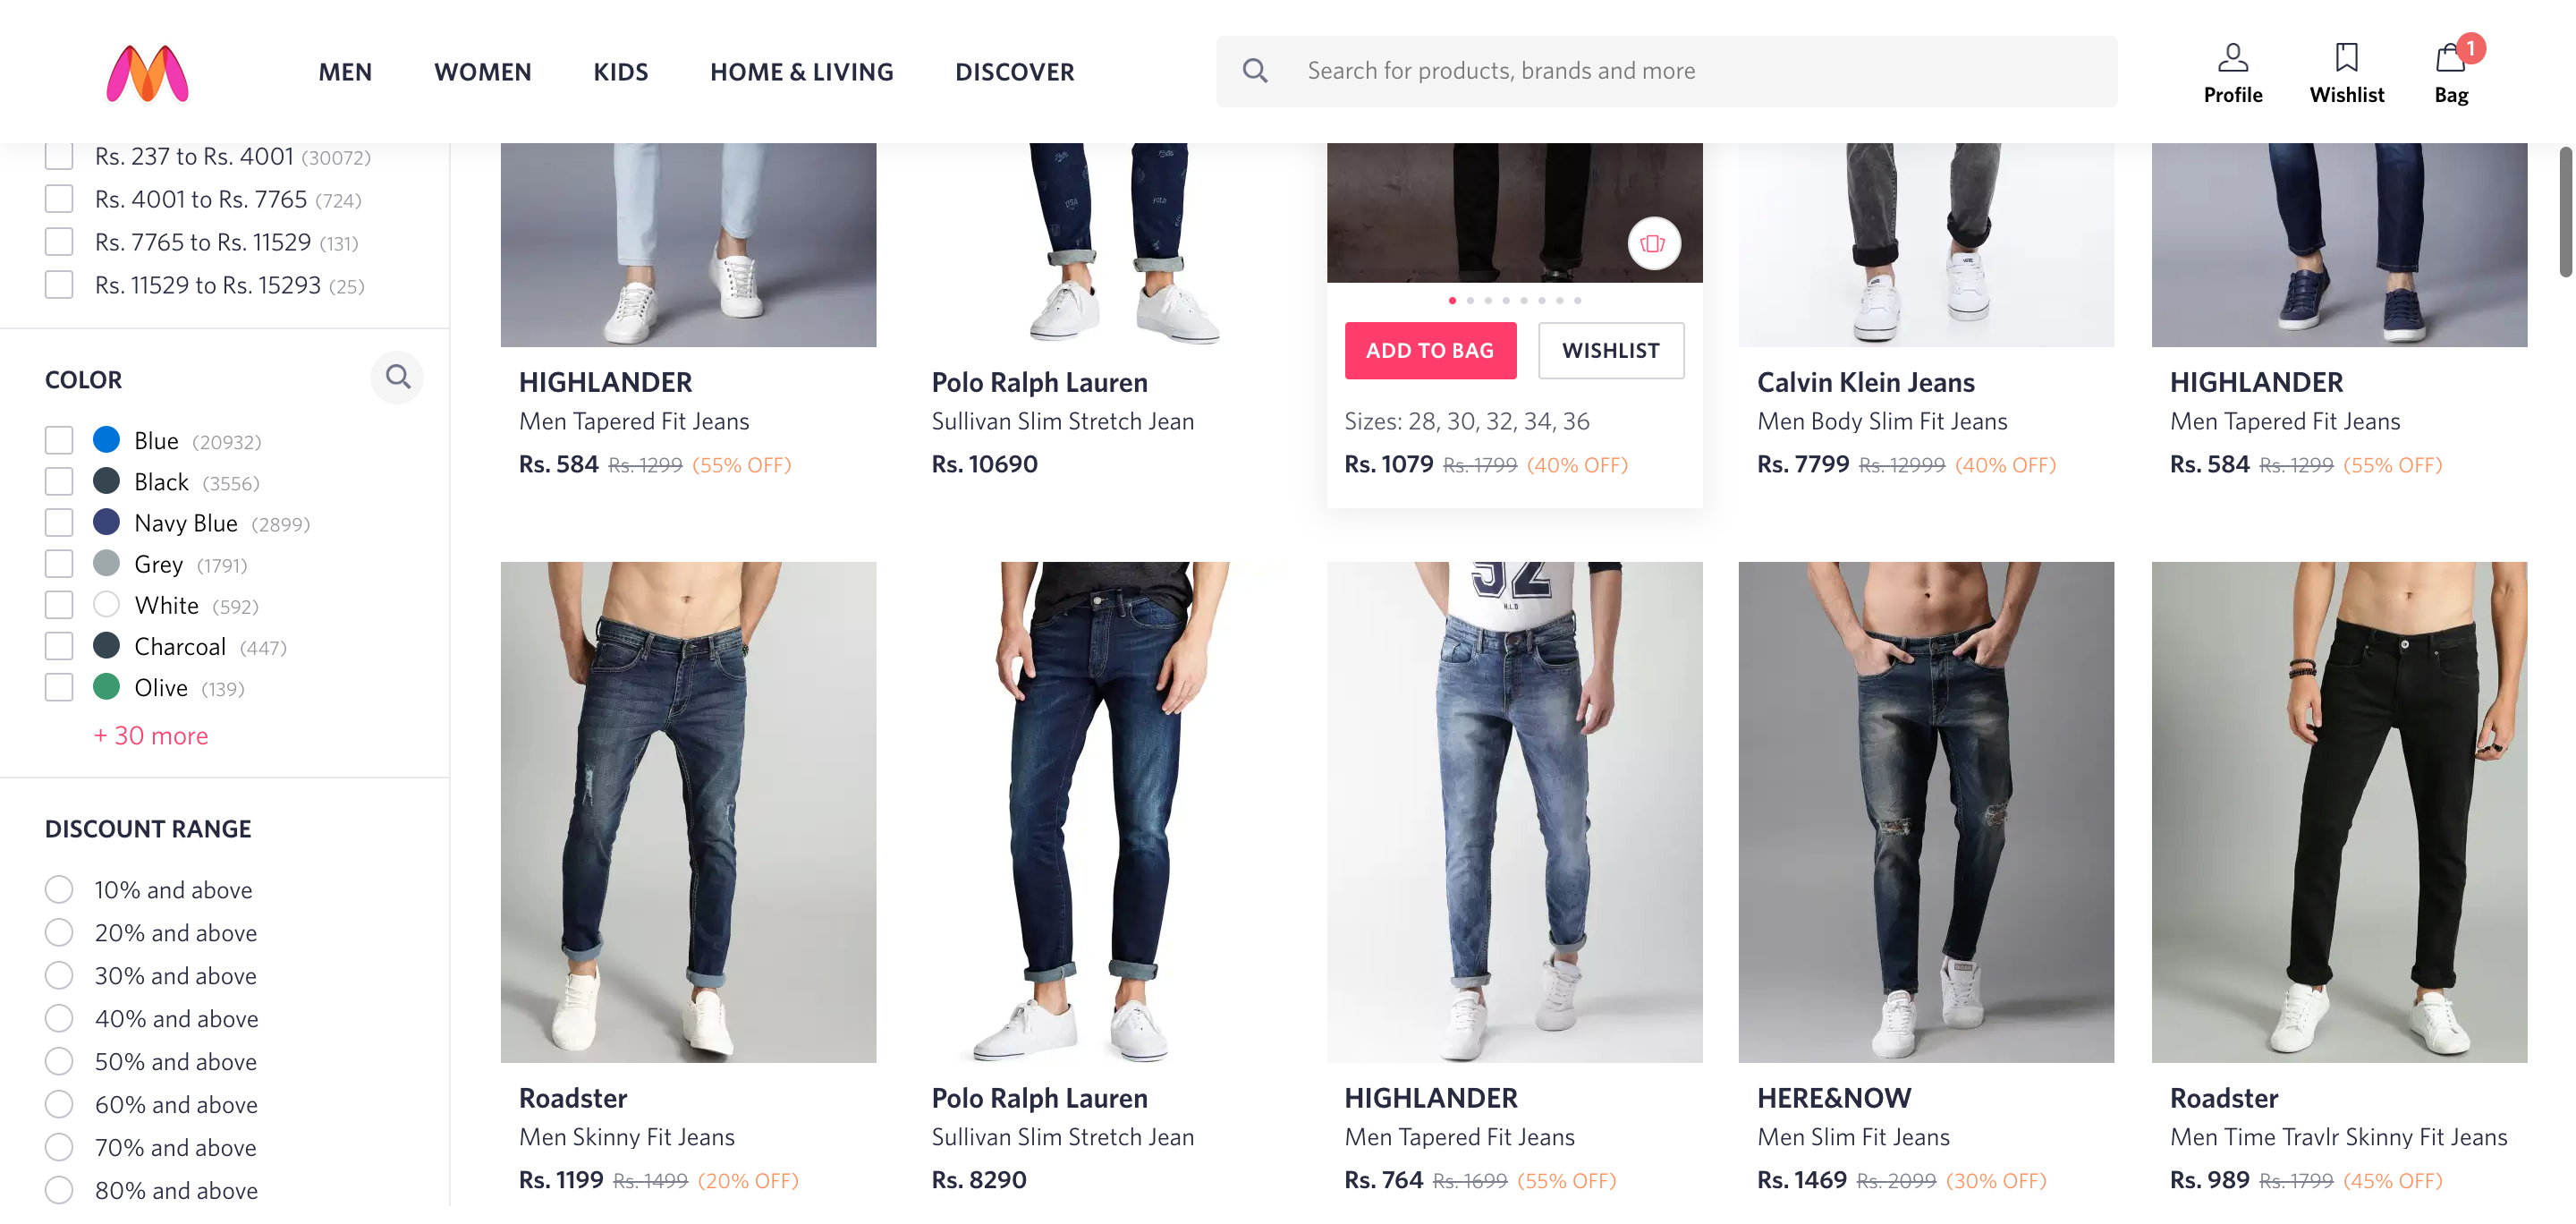 MEN WOMEN KIDS HOME & LIVING DISCOVER
Search for products, brands and more
1
Profile Wishlist Bag
Rs. 237 to Rs. 4001 (30072)
Rs. 4001 to Rs. 7765 (724)
Rs. 7765 to Rs. 11529 (131)
Rs. 11529 to Rs. 15293 (25)
COLOR
Blue (20932)
Black (3556)
Navy Blue (2899)
Grey (1791)
White (592)
Charcoal (447)
Olive (139)
+ 30 more
DISCOUNT RANGE
10% and above
20% and above
30% and above
40% and above
50% and above
60% and above
70% and above
80% and above
HIGHLANDER
Men Tapered Fit Jeans
Rs. 584 Rs. 1299 (55% OFF)
Polo Ralph Lauren
Sullivan Slim Stretch Jean
Rs. 10690
ADD TO BAG WISHLIST
Sizes: 28, 30, 32, 34, 36
Rs. 1079 Rs. 1799 (40% OFF)
Calvin Klein Jeans
Men Body Slim Fit Jeans
Rs. 7799 Rs. 12999 (40% OFF)
HIGHLANDER
Men Tapered Fit Jeans
Rs. 584 Rs. 1299 (55% OFF)
Roadster
Men Skinny Fit Jeans
Rs. 1199 Rs. 1499 (20% OFF)
Polo Ralph Lauren
Sullivan Slim Stretch Jean
Rs. 8290
92
H.L.D
HIGHLANDER
Men Tapered Fit Jeans
Rs. 764 Rs. 1699 (55% OFF)
HERE&NOW
Men Slim Fit Jeans
Rs. 1469 Rs. 2099 (30% OFF)
Roadster
Men Time Travlr Skinny Fit Jeans
Rs. 989 Rs. 1799 (45% OFF)